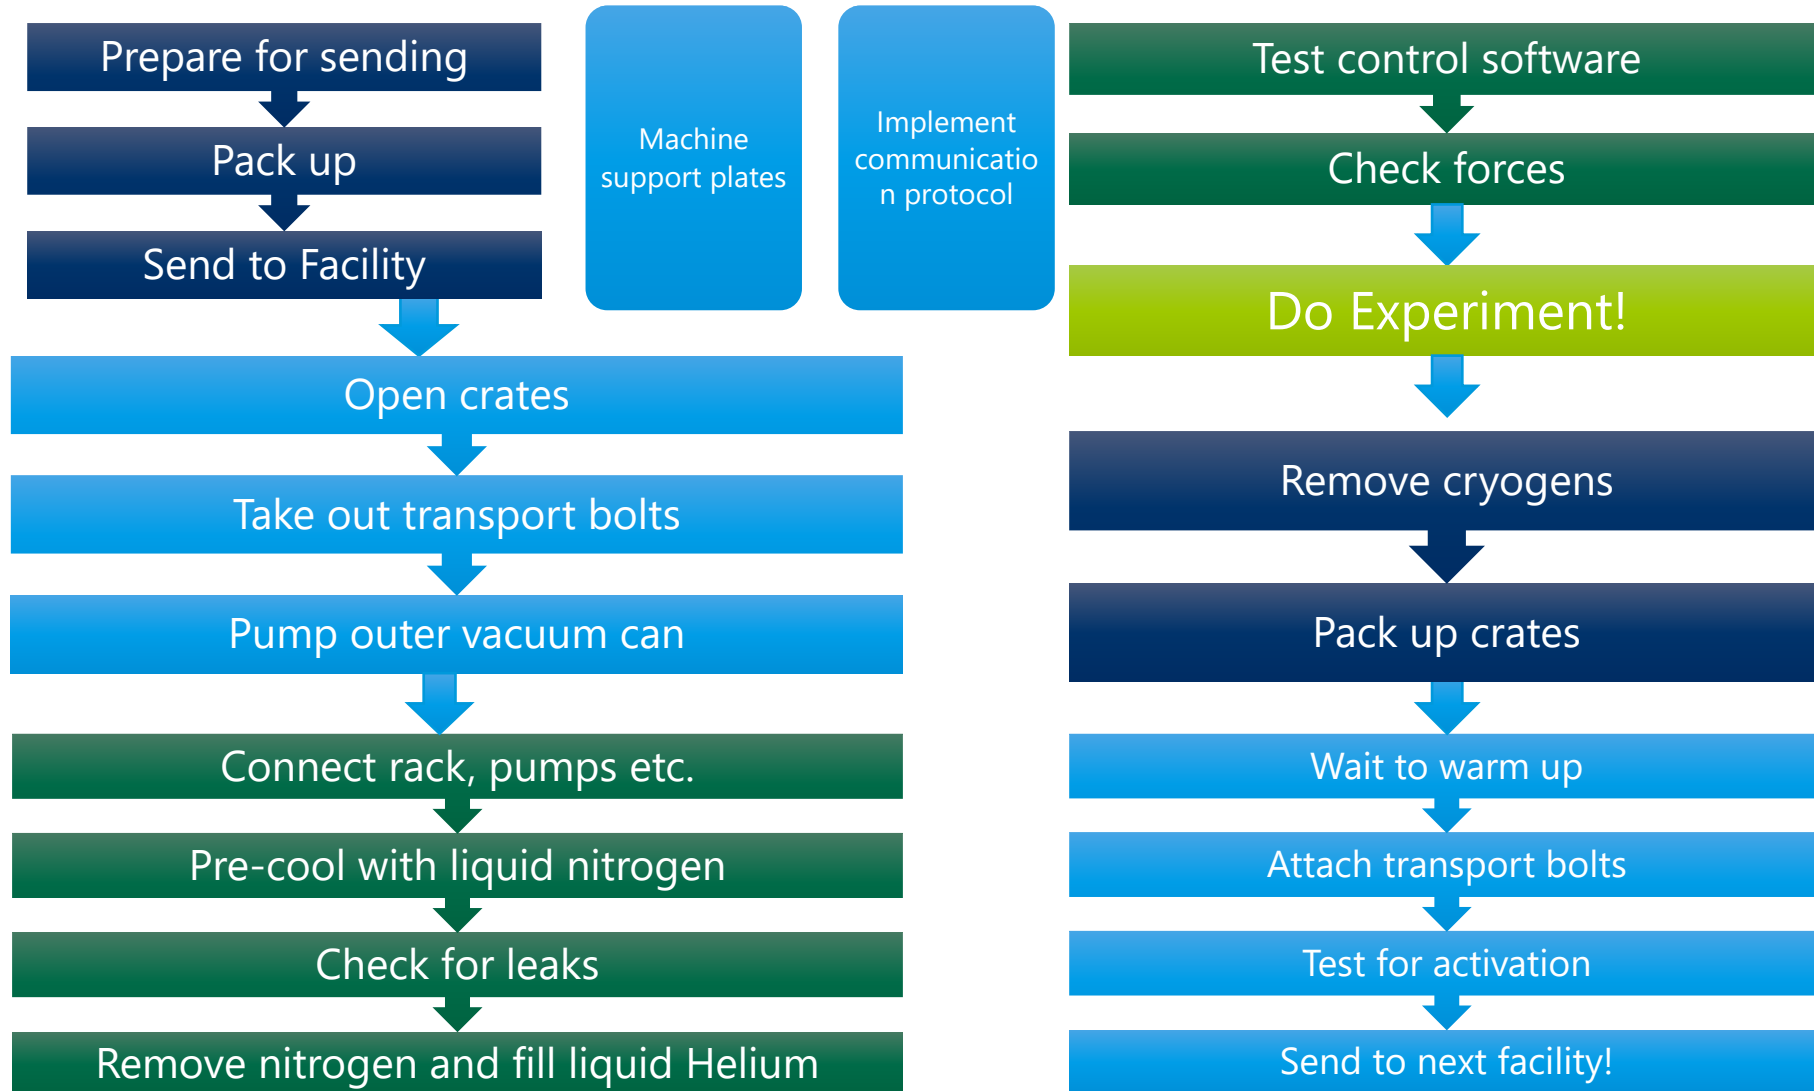 Prepare for sending
Pack up
Send to Facility
Machine
support plates
Implement
communicatio
n protocol
Open crates
Take out transport bolts
Pump outer vacuum can
Connect rack, pumps etc.
Pre-cool with liquid nitrogen
Check for leaks
Remove nitrogen and fill liquid Helium
Test control software
Check forces
Do Experiment!
Remove cryogens
Pack up crates
Wait to warm up
Attach transport bolts
Test for activation
Send to next facility!